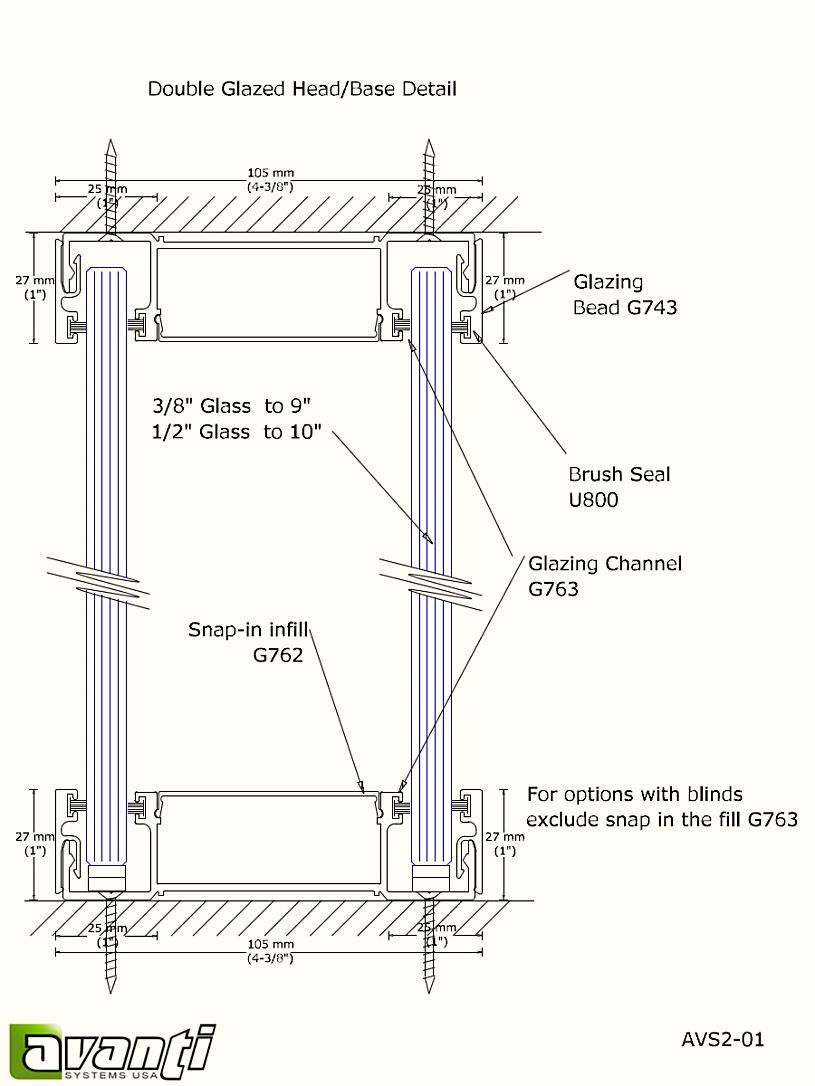 Double Glazed Head/Base Detail
105 mm
(4-3/8")
25 mm
(1")
25 mm
(1")
27 mm
(1")
27 mm
(1")
Glazing
Bead G743
3/8" Glass to 9"
1/2" Glass to 10"
Brush Seal
U800
Glazing Channel
G763
Snap-in infill
G762
For options with blinds
exclude snap in the fill G763
27 mm
(1")
27 mm
(1")
25 mm
(1")
25 mm
(1")
105 mm
(4-3/8")
avanti
SYSTEMS USA
AVS2-01